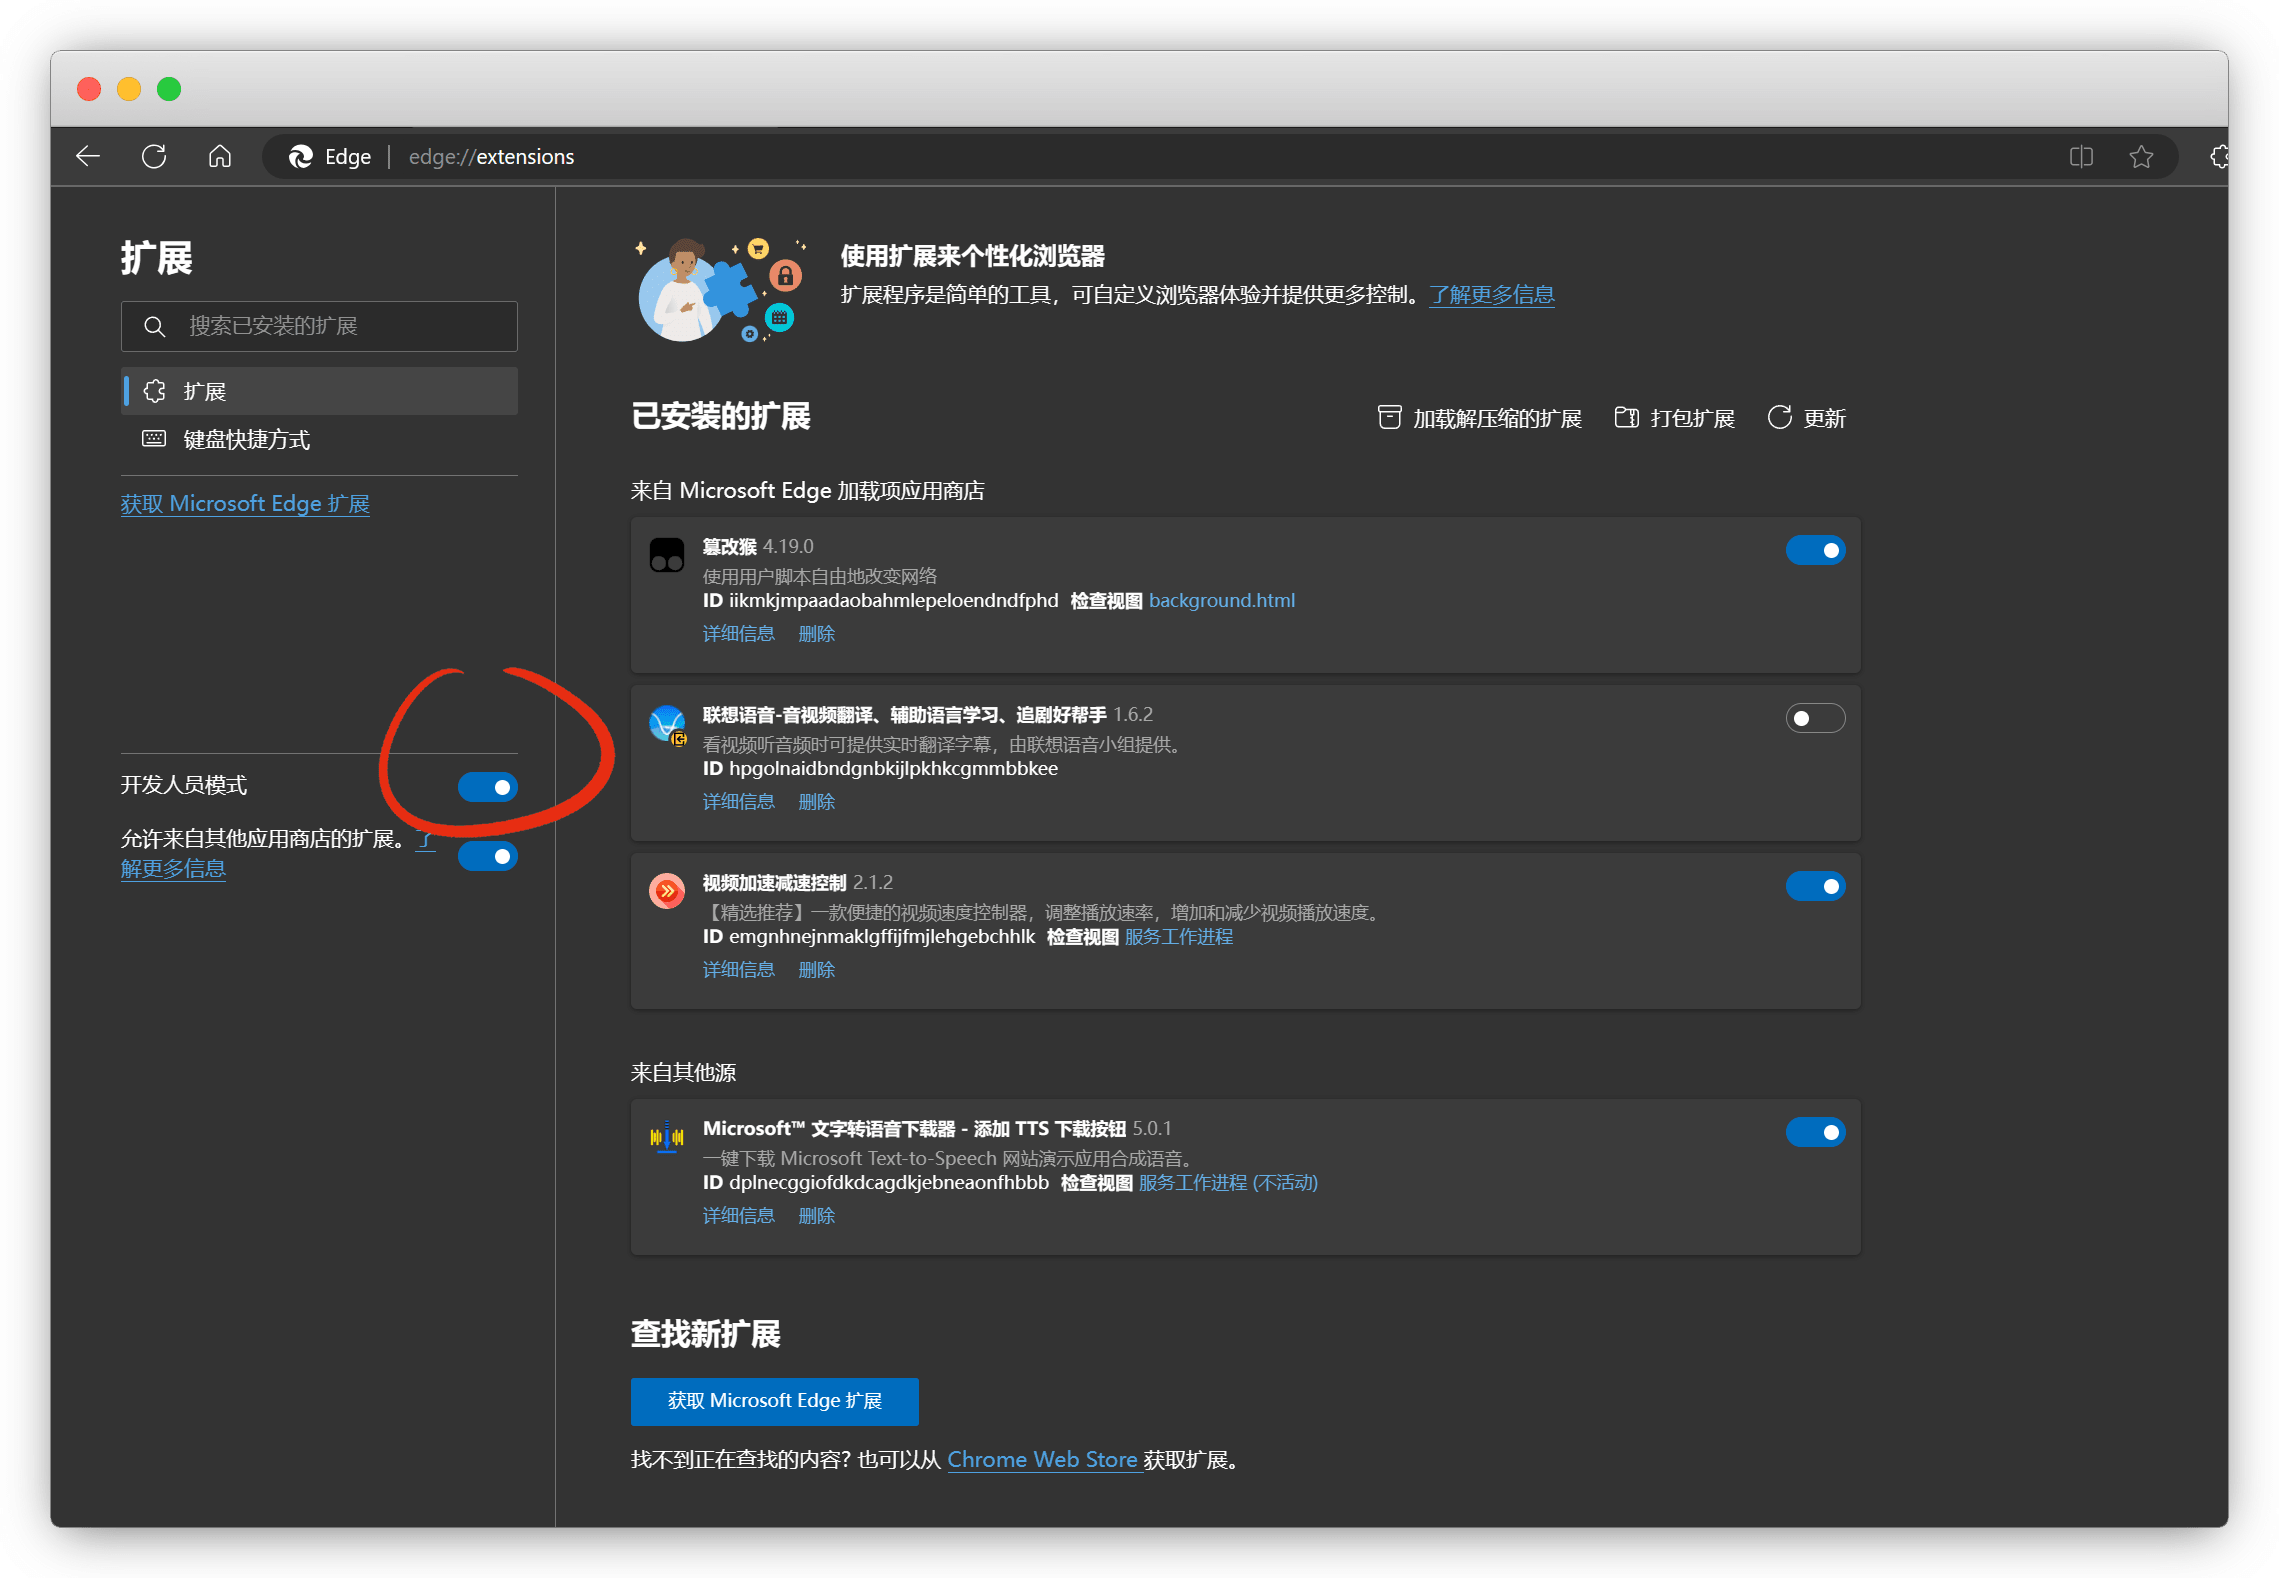 Edge
edge://extensions
扩展
搜索已安装的扩展
扩展
键盘快捷方式
获取 Microsoft Edge 扩展
开发人员模式
允许来自其他应用商店的扩展。了
解更多信息
使用扩展来个性化浏览器
扩展程序是简单的工具，可自定义浏览器体验并提供更多控制。了解更多信息
已安装的扩展
加载解压缩的扩展
打包扩展
更新
来自 Microsoft Edge 加载项应用商店
篡改猴 4.19.0
使用用户脚本自由地改变网络
ID iikmkjmpaadaobahmlepeloendndfphd 检查视图 background.html
详细信息 删除
联想语音-音视频翻译、辅助语言学习、追剧好帮手 1.6.2
看视频听音频时可提供实时翻译字幕，由联想语音小组提供。
ID hpgolnaidbndgnbkijlpkhkcgmmbbkee
详细信息 删除
视频加速减速控制 2.1.2
【精选推荐】一款便捷的视频速度控制器，调整播放速率，增加和减少视频播放速度。
ID emgnhnejnmaklgffijfmjlehgebchhlk 检查视图 服务工作进程
详细信息 删除
来自其他源
Microsoft™ 文字转语音下载器 - 添加 TTS 下载按钮 5.0.1
一键下载 Microsoft Text-to-Speech 网站演示应用合成语音。
ID dplnecggiofdkdcagdkjebneaonfhbbb 检查视图 服务工作进程 (不活动)
详细信息 删除
查找新扩展
获取 Microsoft Edge 扩展
找不到正在查找的内容? 也可以从 Chrome Web Store 获取扩展。